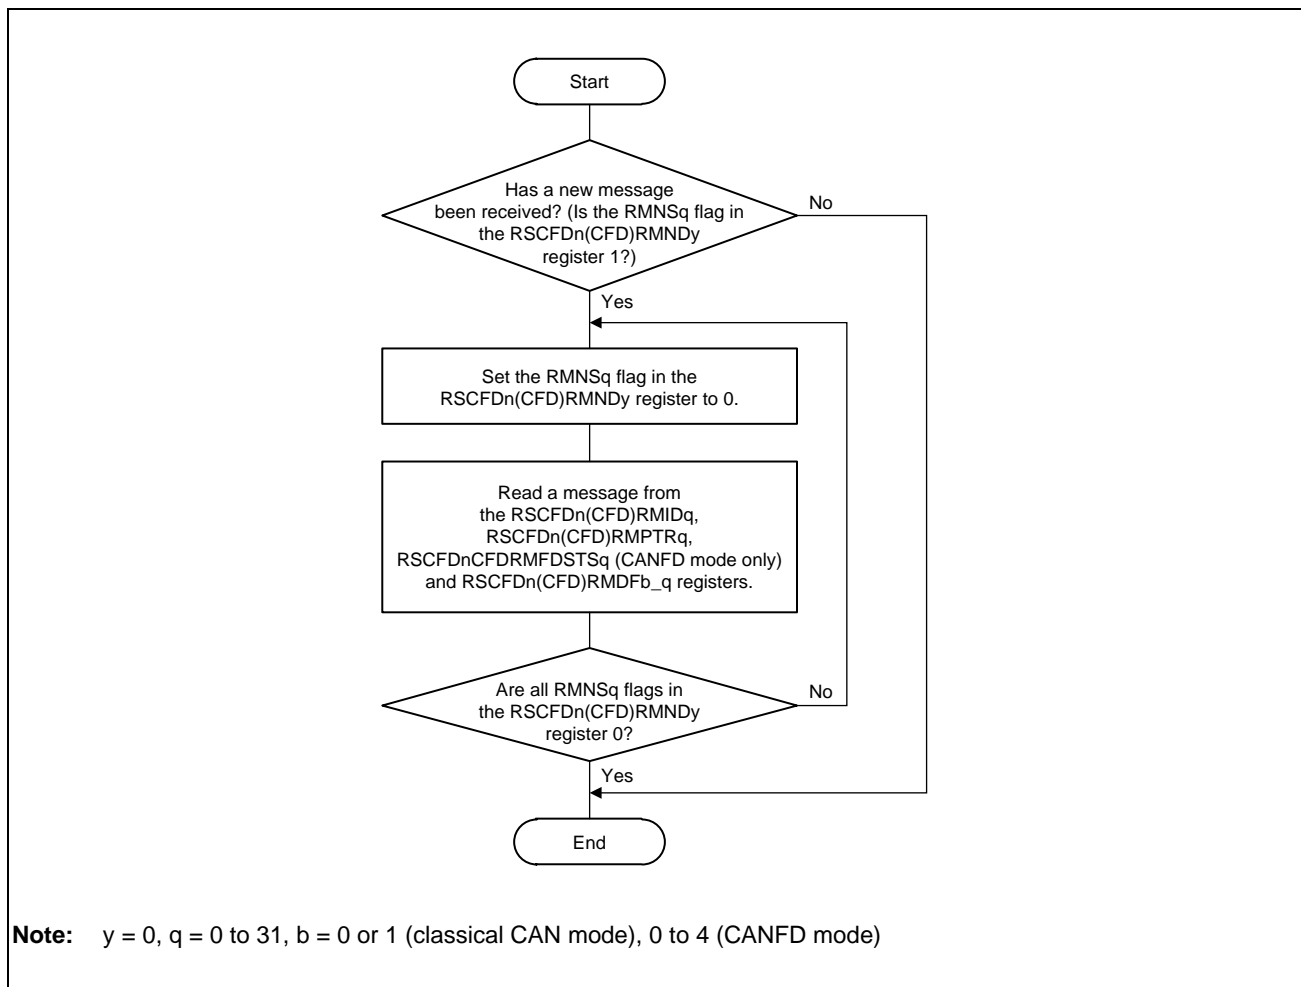 Start
Has a new message
been received? (Is the RMNSq flag in
the RSCFDn(CFD)RMNDy
register 1?)
No
Yes
Set the RMNSq flag in the
RSCFDn(CFD)RMNDy register to 0.
Read a message from
the RSCFDn(CFD)RMIDq,
RSCFDn(CFD)RMPTRq,
RSCFDnCFDRMFDSTSq (CANFD mode only)
and RSCFDn(CFD)RMDFb_q registers.
Are all RMNSq flags in
the RSCFDn(CFD)RMNDy
register 0?
No
Yes
End
Note: y = 0, q = 0 to 31, b = 0 or 1 (classical CAN mode), 0 to 4 (CANFD mode)